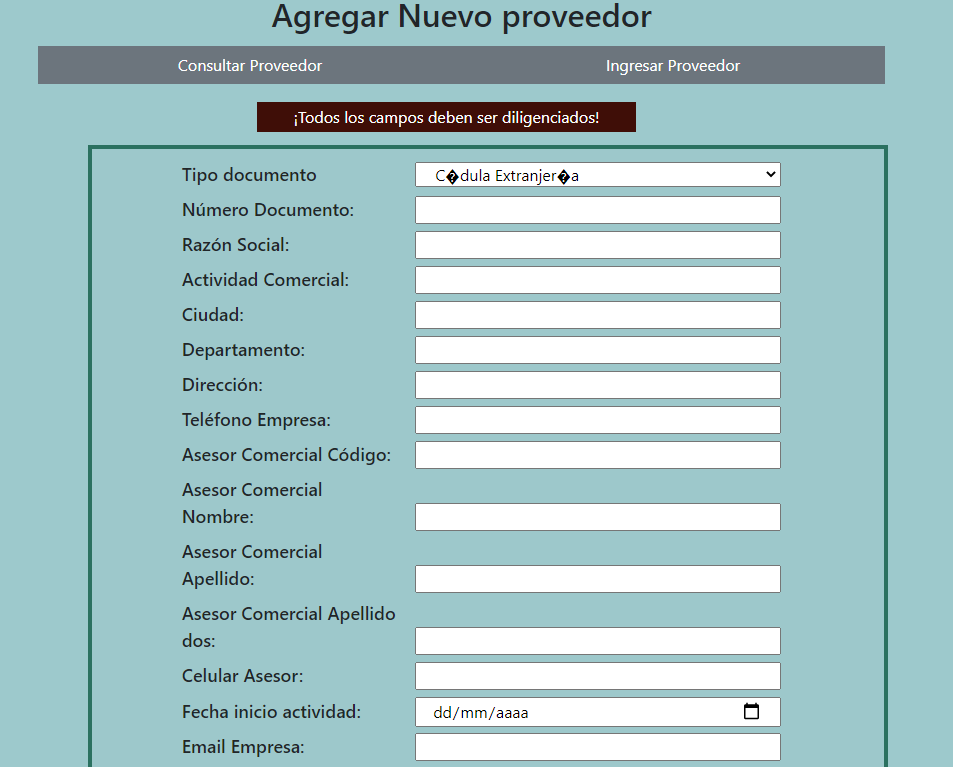 Agregar Nuevo proveedor
Consultar Proveedor Ingresar Proveedor
¡Todos los campos deben ser diligenciados!
Tipo documento C�dula Extranjer�a
Número Documento:
Razón Social:
Actividad Comercial:
Ciudad:
Departamento:
Dirección:
Teléfono Empresa:
Asesor Comercial Código:
Asesor Comercial
Nombre:
Asesor Comercial
Apellido:
Asesor Comercial Apellido
dos:
Celular Asesor:
Fecha inicio actividad: dd/mm/aaaa
Email Empresa: